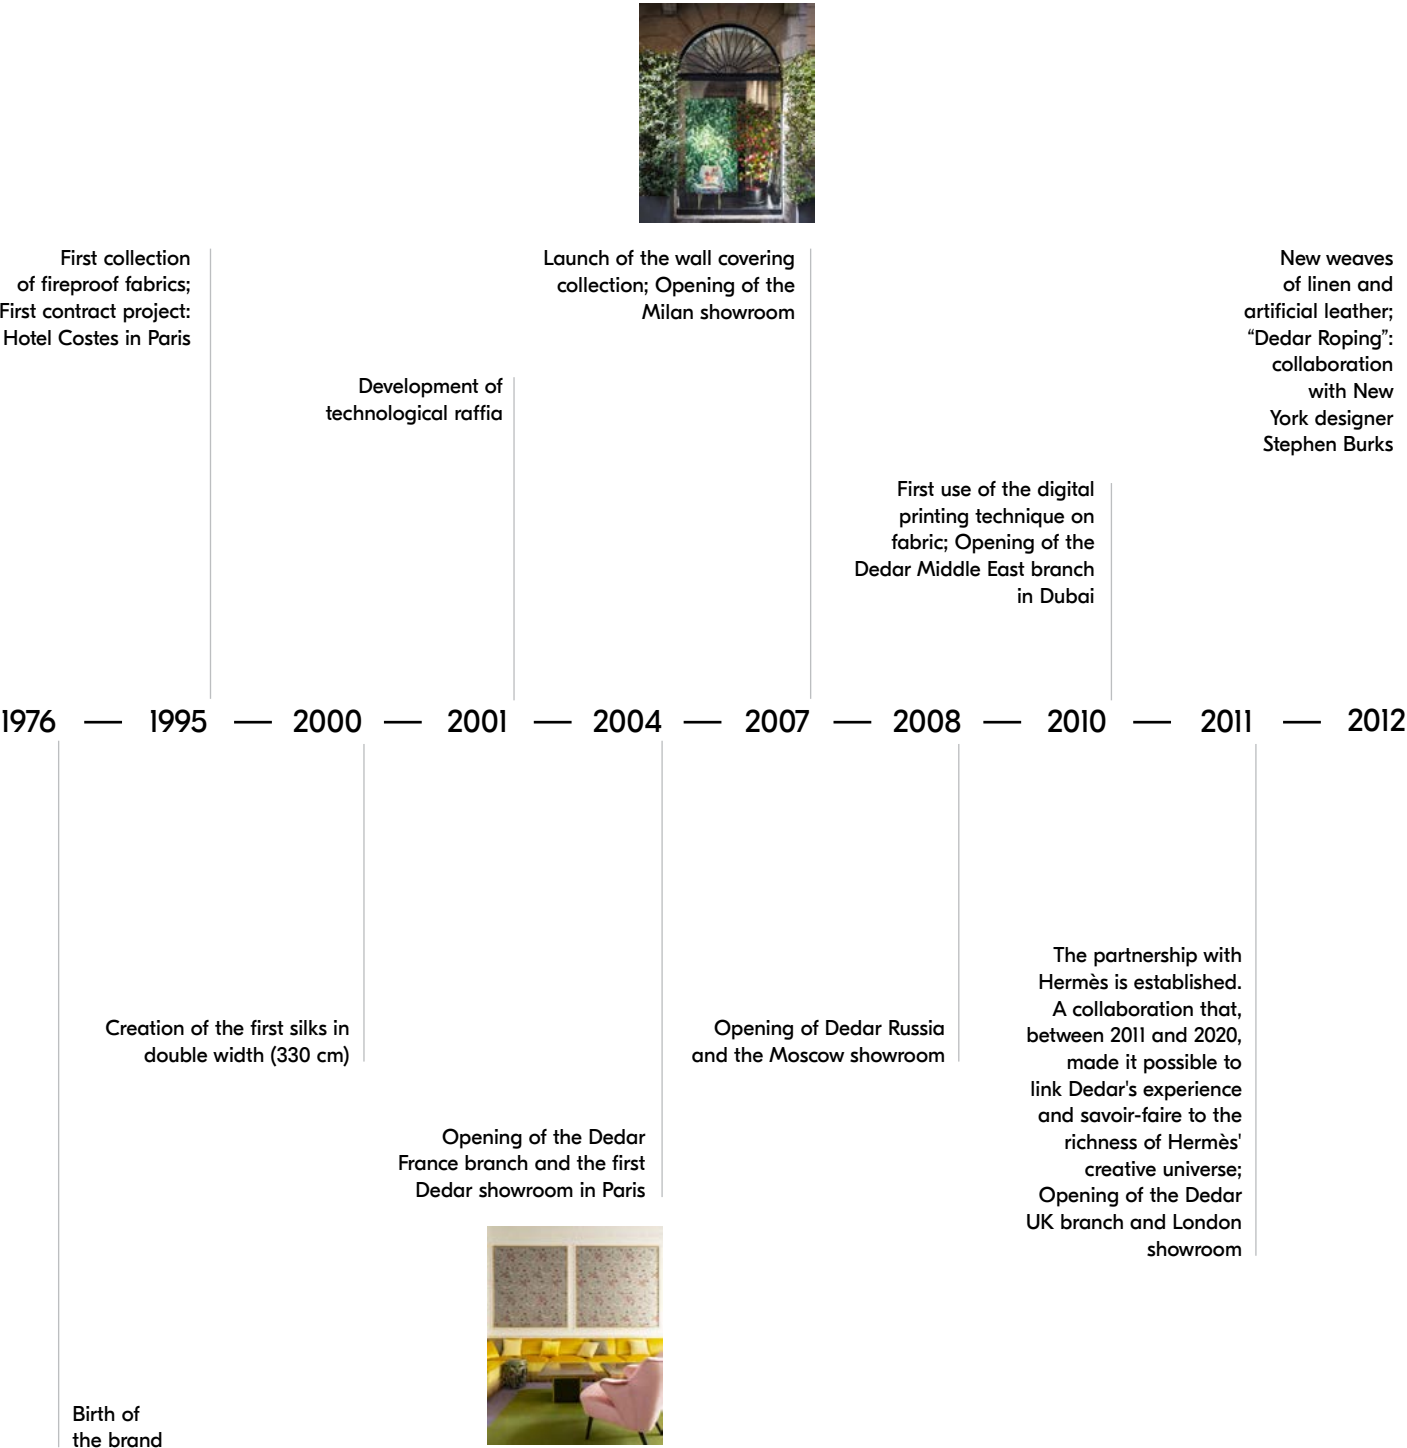 First collection
of fireproof fabrics;
First contract project:
Hotel Costes in Paris
Launch of the wall covering
collection; Opening of the
Milan showroom
New weaves
of linen and
artificial leather;
“Dedar Roping”:
collaboration
with New
York designer
Stephen Burks
Development of
technological raffia
First use of the digital
printing technique on
fabric; Opening of the
Dedar Middle East branch
in Dubai
1976 — 1995 — 2000 — 2001 — 2004 — 2007 — 2008 — 2010 — 2011 — 2012
Creation of the first silks in
double width (330 cm)
Opening of the Dedar
France branch and the first
Dedar showroom in Paris
Opening of Dedar Russia
and the Moscow showroom
The partnership with
Hermès is established.
A collaboration that,
between 2011 and 2020,
made it possible to
link Dedar's experience
and savoir-faire to the
richness of Hermès'
creative universe;
Opening of the Dedar
UK branch and London
showroom
Birth of
the brand